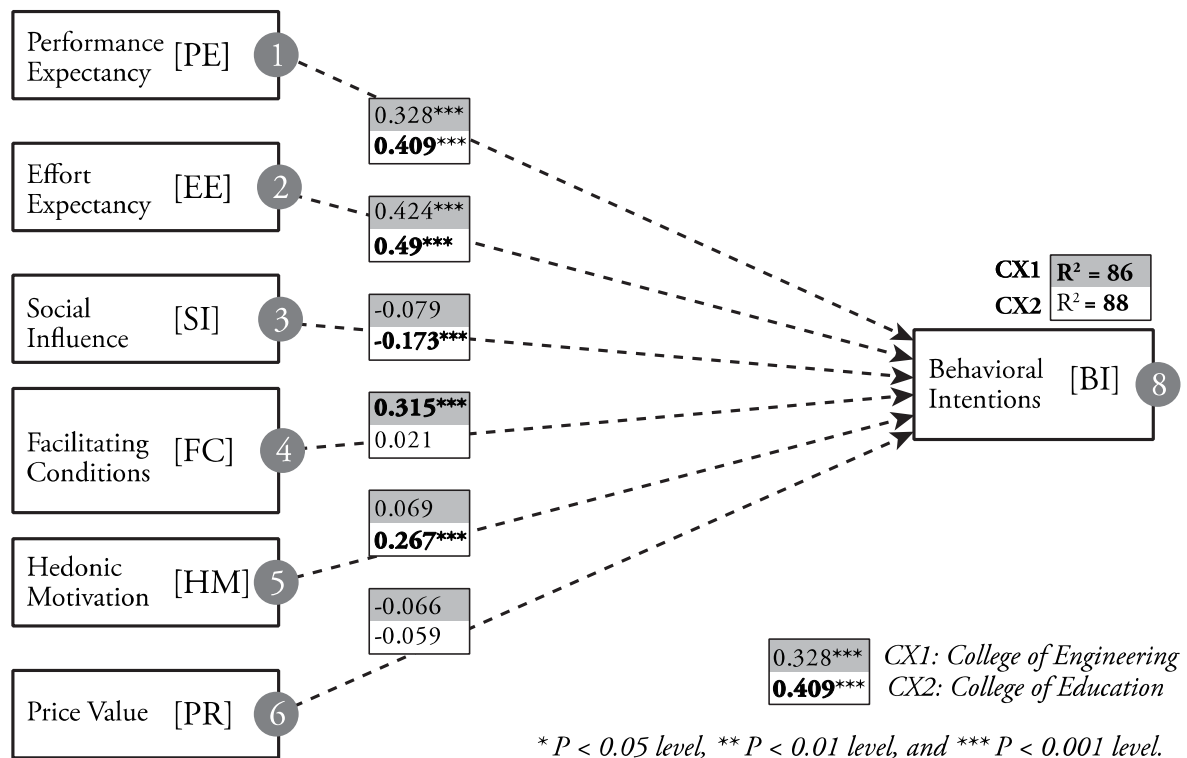 Performance
Expectancy
[PE]
1
0.328***
0.409***
Effort
Expectancy
[EE]
2
0.424***
0.49***
Social
Influence
[SI]
3
-0.079
-0.173***
Facilitating
Conditions
[FC]
4
0.315***
0.021
Hedonic
Motivation
[HM]
5
0.069
0.267***
Price Value
[PR]
6
-0.066
-0.059
CX1 R² = 86
CX2 R² = 88
Behavioral
Intentions
[BI]
8
0.328*** CX1: College of Engineering
0.409*** CX2: College of Education
* P < 0.05 level, ** P < 0.01 level, and *** P < 0.001 level.